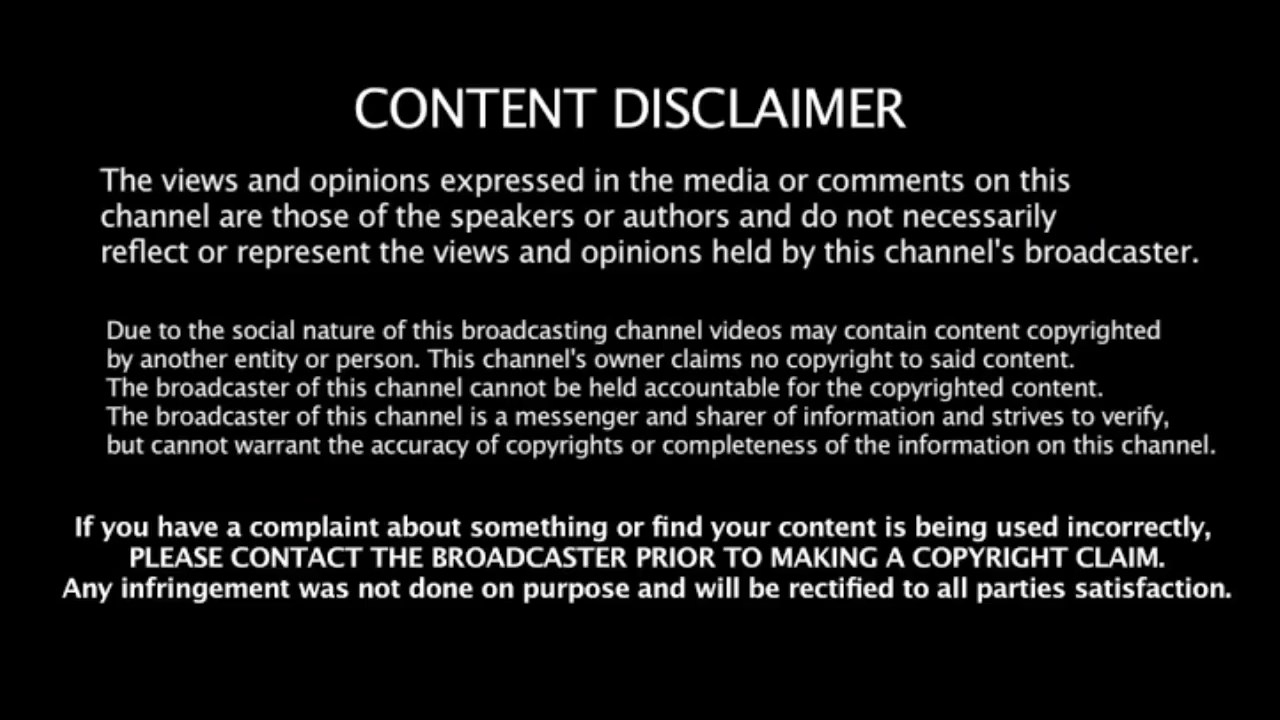 CONTENT DISCLAIMER
The views and opinions expressed in the media or comments on this
channel are those of the speakers or authors and do not necessarily
reflect or represent the views and opinions held by this channel's broadcaster.
Due to the social nature of this broadcasting channel videos may contain content copyrighted
by another entity or person. This channel's owner claims no copyright to said content.
The broadcaster of this channel cannot be held accountable for the copyrighted content.
The broadcaster of this channel is a messenger and sharer of information and strives to verify,
but cannot warrant the accuracy of copyrights or completeness of the information on this channel.
If you have a complaint about something or find your content is being used incorrectly,
PLEASE CONTACT THE BROADCASTER PRIOR TO MAKING A COPYRIGHT CLAIM.
Any infringement was not done on purpose and will be rectified to all parties satisfaction.